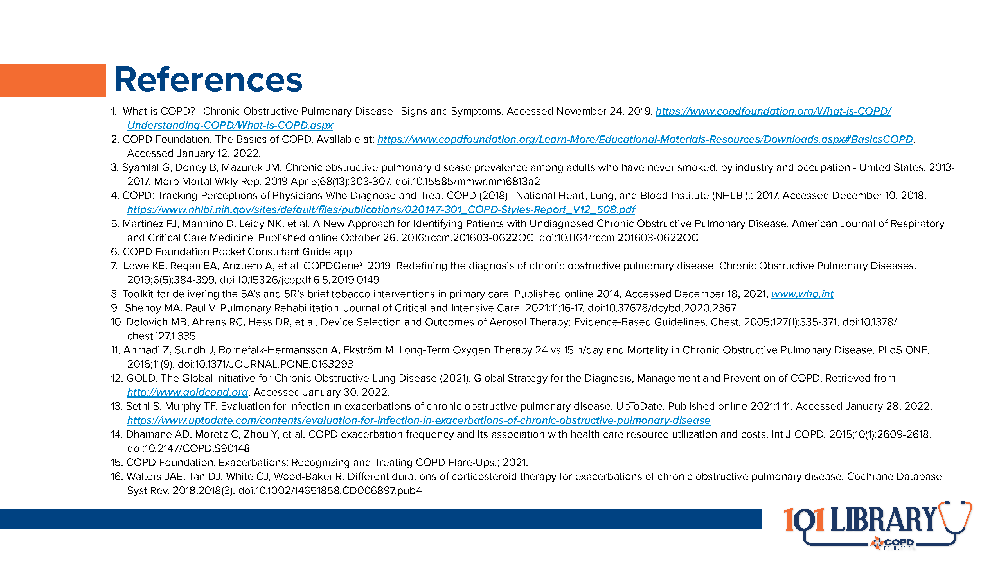 References
1. What is COPD? | Chronic Obstructive Pulmonary Disease | Signs and Symptoms. Accessed November 24, 2019. https://www.copdfoundation.org/What-is-COPD/
Understanding-COPD/What-is-COPD.aspx
2. COPD Foundation. The Basics of COPD. Available at: https://www.copdfoundation.org/Learn-More/Educational-Materials-Resources/Downloads.aspx#BasicsCOPD.
Accessed January 12, 2022.
3. Syamlal G, Doney B, Mazurek JM. Chronic obstructive pulmonary disease prevalence among adults who have never smoked, by industry and occupation - United States, 2013-
2017. Morb Mortal Wkly Rep. 2019 Apr 5;68(13):303-307. doi:10.15585/mmwr.mm6813a2
4. COPD: Tracking Perceptions of Physicians Who Diagnose and Treat COPD (2018) | National Heart, Lung, and Blood Institute (NHLBI).; 2017. Accessed December 10, 2018.
https://www.nhlbi.nih.gov/sites/default/files/publications/020147-301_COPD-Styles-Report_V12_508.pdf
5. Martinez FJ, Mannino D, Leidy NK, et al. A New Approach for Identifying Patients with Undiagnosed Chronic Obstructive Pulmonary Disease. American Journal of Respiratory
and Critical Care Medicine. Published online October 26, 2016:rccm.201603-0622OC. doi:10.1164/rccm.201603-0622OC
6. COPD Foundation Pocket Consultant Guide app
7. Lowe KE, Regan EA, Anzueto A, et al. COPDGene® 2019: Redefining the diagnosis of chronic obstructive pulmonary disease. Chronic Obstructive Pulmonary Diseases.
2019;6(5):384-399. doi:10.15326/jcopdf.6.5.2019.0149
8. Toolkit for delivering the 5A's and 5R's brief tobacco interventions in primary care. Published online 2014. Accessed December 18, 2021. www.who.int
9. Shenoy MA, Paul V. Pulmonary Rehabilitation. Journal of Critical and Intensive Care. 2021;11:16-17. doi:10.37678/dcybd.2020.2367
10. Dolovich MB, Ahrens RC, Hess DR, et al. Device Selection and Outcomes of Aerosol Therapy: Evidence-Based Guidelines. Chest. 2005;127(1):335-371. doi:10.1378/
chest.127.1.335
11. Ahmadi Z, Sundh J, Bornefalk-Hermansson A, Ekström M. Long-Term Oxygen Therapy 24 vs 15 h/day and Mortality in Chronic Obstructive Pulmonary Disease. PLoS ONE.
2016;11(9). doi:10.1371/JOURNAL.PONE.0163293
12. GOLD. The Global Initiative for Chronic Obstructive Lung Disease (2021). Global Strategy for the Diagnosis, Management and Prevention of COPD. Retrieved from
http://www.goldcopd.org. Accessed January 30, 2022.
13. Sethi S, Murphy TF. Evaluation for infection in exacerbations of chronic obstructive pulmonary disease. UpToDate. Published online 2021:1-11. Accessed January 28, 2022.
https://www.uptodate.com/contents/evaluation-for-infection-in-exacerbations-of-chronic-obstructive-pulmonary-disease
14. Dhamane AD, Moretz C, Zhou Y, et al. COPD exacerbation frequency and its association with health care resource utilization and costs. Int J COPD. 2015;10(1):2609-2618.
doi:10.2147/COPD.S90148
15. COPD Foundation. Exacerbations: Recognizing and Treating COPD Flare-Ups.; 2021.
16. Walters JAE, Tan DJ, White CJ, Wood-Baker R. Different durations of corticosteroid therapy for exacerbations of chronic obstructive pulmonary disease. Cochrane Database
Syst Rev. 2018;2018(3). doi:10.1002/14651858.CD006897.pub4
101 LIBRARY
COPD
FOUNDATION®